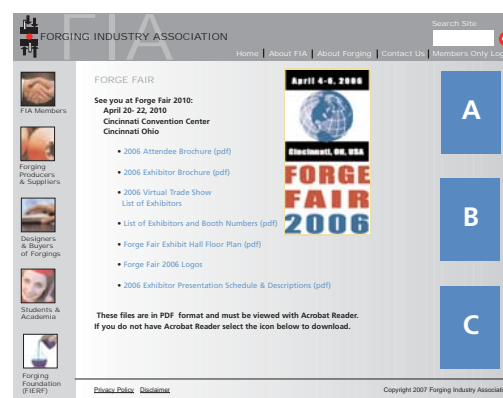 Search Site
FIA
FORGING INDUSTRY ASSOCIATION
Home | About FIA | About Forging | Contact Us | Members Only Log
FORGE FAIR
See you at Forge Fair 2010:
April 20- 22, 2010
Cincinnati Convention Center
Cincinnati Ohio
• 2006 Attendee Brochure (pdf)
• 2006 Exhibitor Brochure (pdf)
• 2006 Virtual Trade Show
List of Exhibitors
• List of Exhibitors and Booth Numbers (pdf)
• Forge Fair Exhibit Hall Floor Plan (pdf)
• Forge Fair 2006 Logos
• 2006 Exhibitor Presentation Schedule & Descriptions (pdf)
These files are in PDF format and must be viewed with Acrobat Reader.
If you do not have Acrobat Reader select the icon below to download.
April 4-6, 2006
Cincinnati, OH, USA
FORGE
FAIR
2006
FIA Members
Forging
Producers
& Suppliers
Designers
& Buyers
of Forgings
Students &
Academia
Forging
Foundation
(FIERF)
A
B
C
Privacy Policy Disclaimer
Copyright 2007 Forging Industry Associati